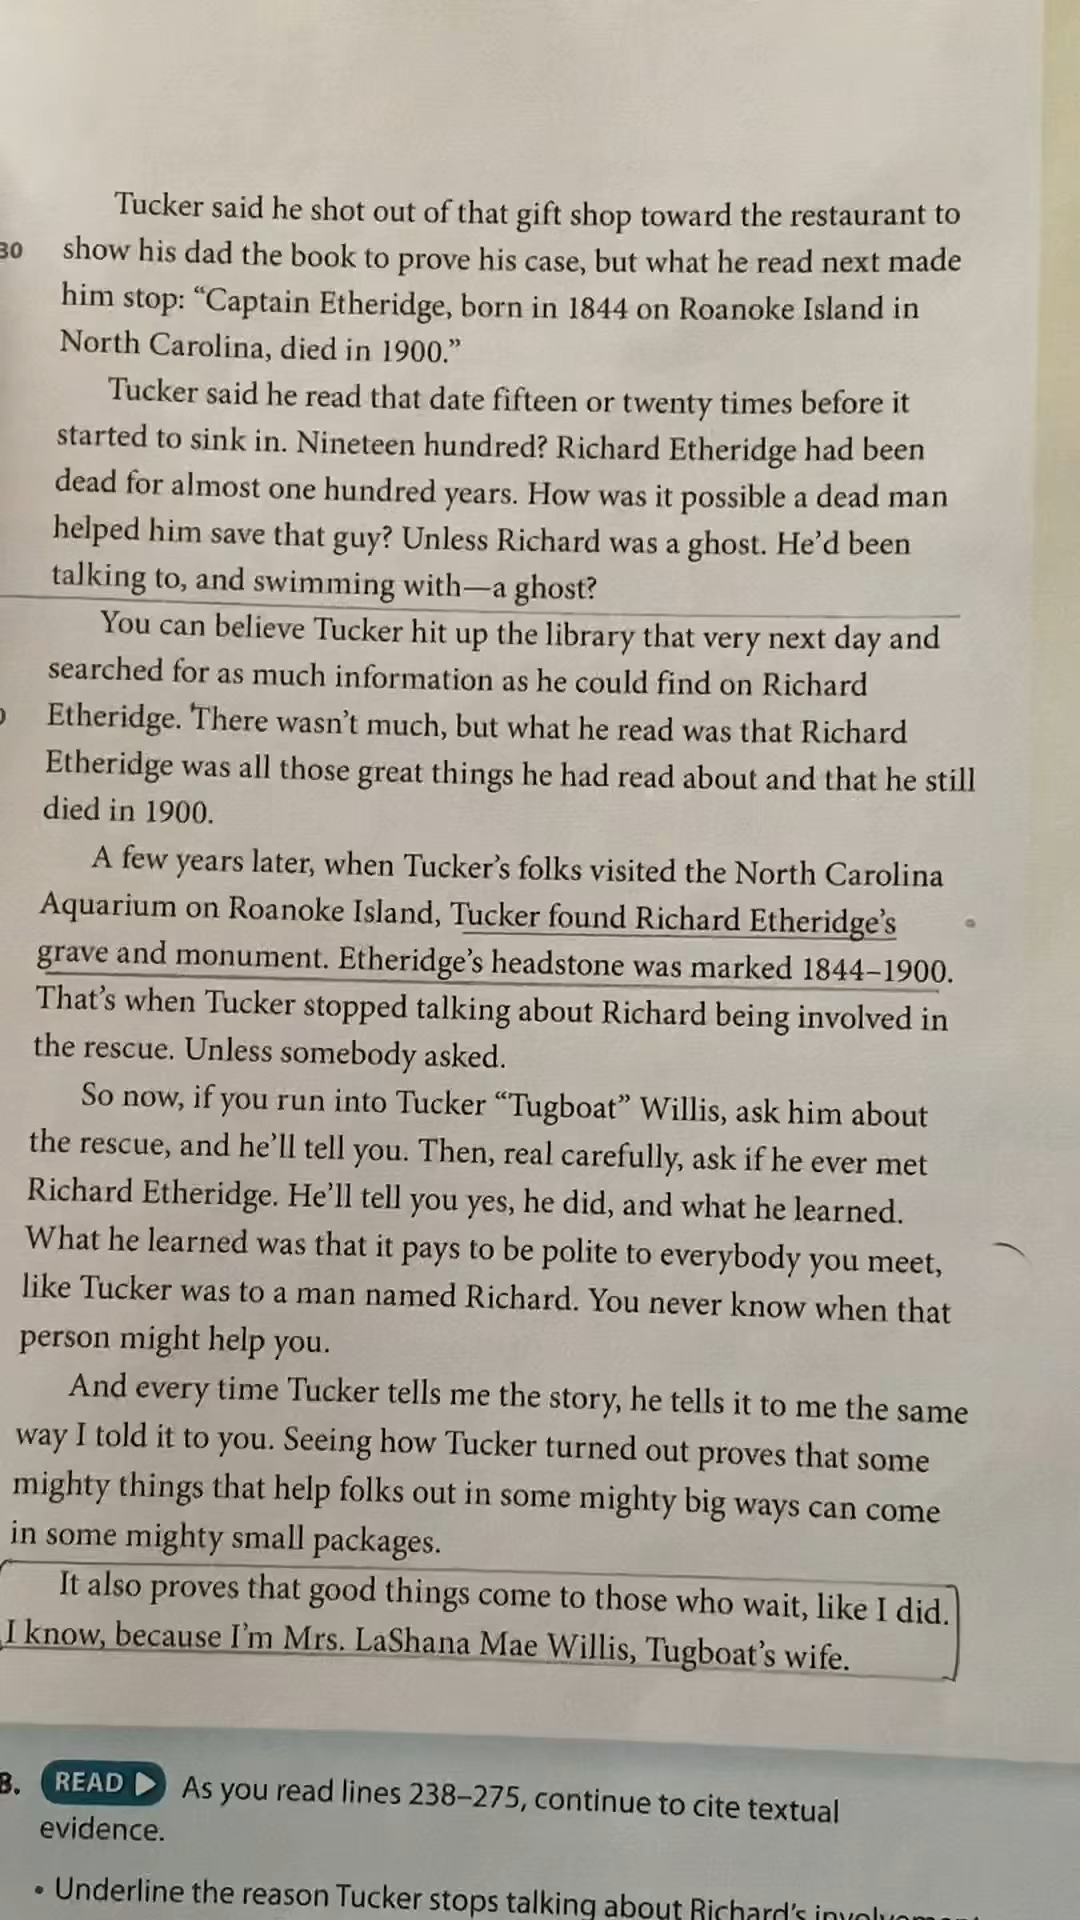 Tucker said he shot out of that gift shop toward the restaurant to
30 show his dad the book to prove his case, but what he read next made
him stop: “Captain Etheridge, born in 1844 on Roanoke Island in
North Carolina, died in 1900.”
Tucker said he read that date fifteen or twenty times before it
started to sink in. Nineteen hundred? Richard Etheridge had been
dead for almost one hundred years. How was it possible a dead man
helped him save that guy? Unless Richard was a ghost. He’d been
talking to, and swimming with—a ghost?
You can believe Tucker hit up the library that very next day and
searched for as much information as he could find on Richard
Etheridge. There wasn’t much, but what he read was that Richard
Etheridge was all those great things he had read about and that he still
died in 1900.
A few years later, when Tucker’s folks visited the North Carolina
Aquarium on Roanoke Island, Tucker found Richard Etheridge’s
grave and monument. Etheridge’s headstone was marked 1844–1900.
That’s when Tucker stopped talking about Richard being involved in
the rescue. Unless somebody asked.
So now, if you run into Tucker “Tugboat” Willis, ask him about
the rescue, and he’ll tell you. Then, real carefully, ask if he ever met
Richard Etheridge. He’ll tell you yes, he did, and what he learned.
What he learned was that it pays to be polite to everybody you meet,
like Tucker was to a man named Richard. You never know when that
person might help you.
And every time Tucker tells me the story, he tells it to me the same
way I told it to you. Seeing how Tucker turned out proves that some
mighty things that help folks out in some mighty big ways can come
in some mighty small packages.
It also proves that good things come to those who wait, like I did.
I know, because I’m Mrs. LaShana Mae Willis, Tugboat’s wife.
8. READ As you read lines 238–275, continue to cite textual
evidence.
• Underline the reason Tucker stops talking about Richard’s